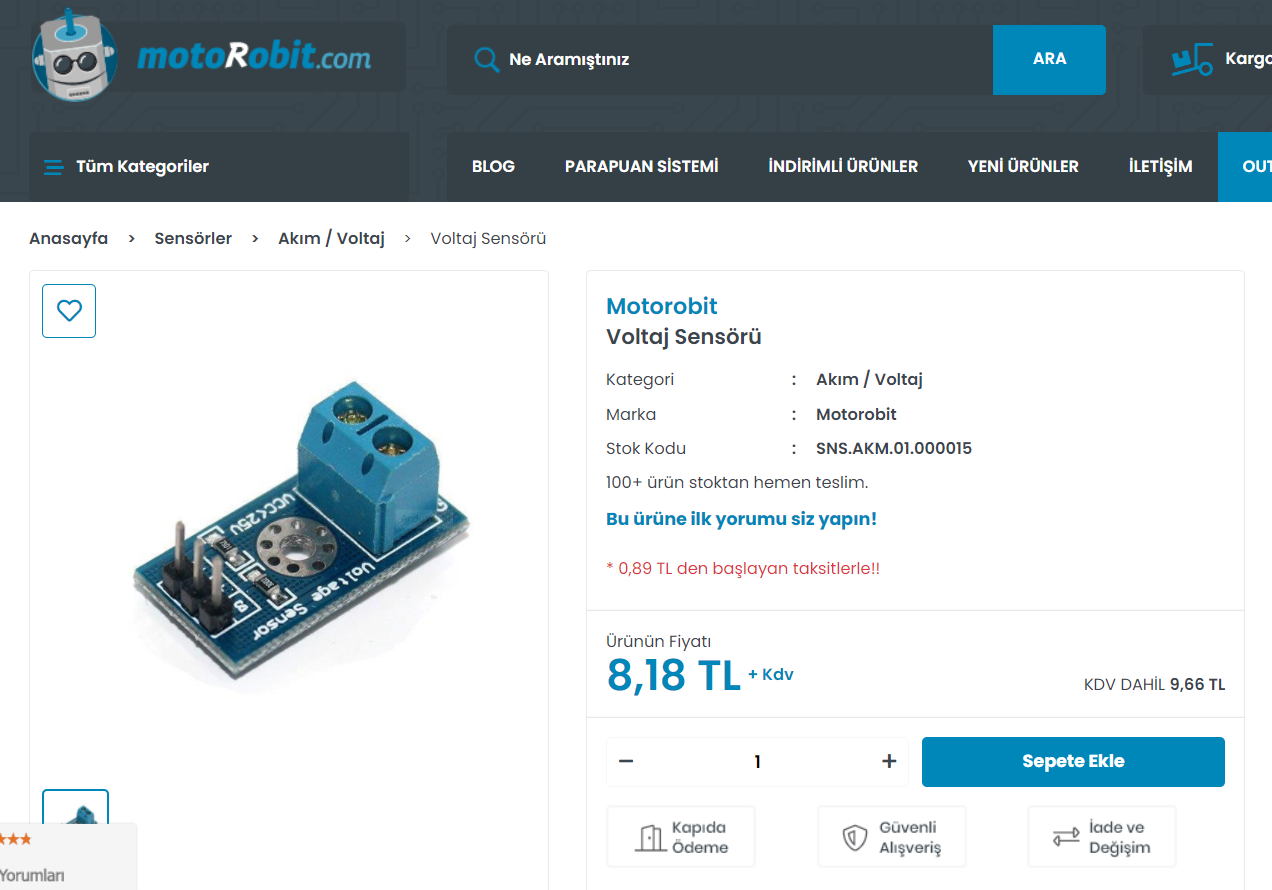 motoRobit.com
Ne Aramıştınız
ARA
Kargo
Tüm Kategoriler
BLOG
PARAPUAN SİSTEMİ
İNDİRİMLİ ÜRÜNLER
YENİ ÜRÜNLER
İLETİŞİM
OUT
Anasayfa > Sensörler > Akım / Voltaj > Voltaj Sensörü
VCC<25V
Voltage
Sensor
S
Motorobit
Voltaj Sensörü
Kategori : Akım / Voltaj
Marka : Motorobit
Stok Kodu : SNS.AKM.01.000015
100+ ürün stoktan hemen teslim.
Bu ürüne ilk yorumu siz yapın!
* 0,89 TL den başlayan taksitlerle!!
Ürünün Fiyatı
8,18 TL + Kdv
KDV DAHİL 9,66 TL
− 1 +
Sepete Ekle
Kapıda
Ödeme
Güvenli
Alışveriş
İade ve
Değişim
Yorumları